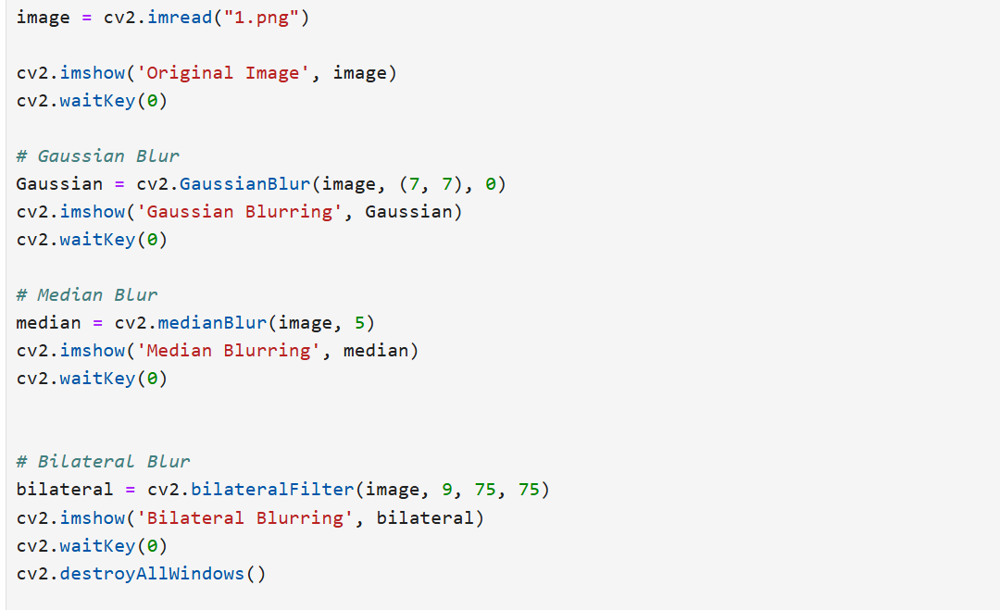 image = cv2.imread("1.png")
cv2.imshow('Original Image', image)
cv2.waitKey(0)
# Gaussian Blur
Gaussian = cv2.GaussianBlur(image, (7, 7), 0)
cv2.imshow('Gaussian Blurring', Gaussian)
cv2.waitKey(0)
# Median Blur
median = cv2.medianBlur(image, 5)
cv2.imshow('Median Blurring', median)
cv2.waitKey(0)
# Bilateral Blur
bilateral = cv2.bilateralFilter(image, 9, 75, 75)
cv2.imshow('Bilateral Blurring', bilateral)
cv2.waitKey(0)
cv2.destroyAllWindows()